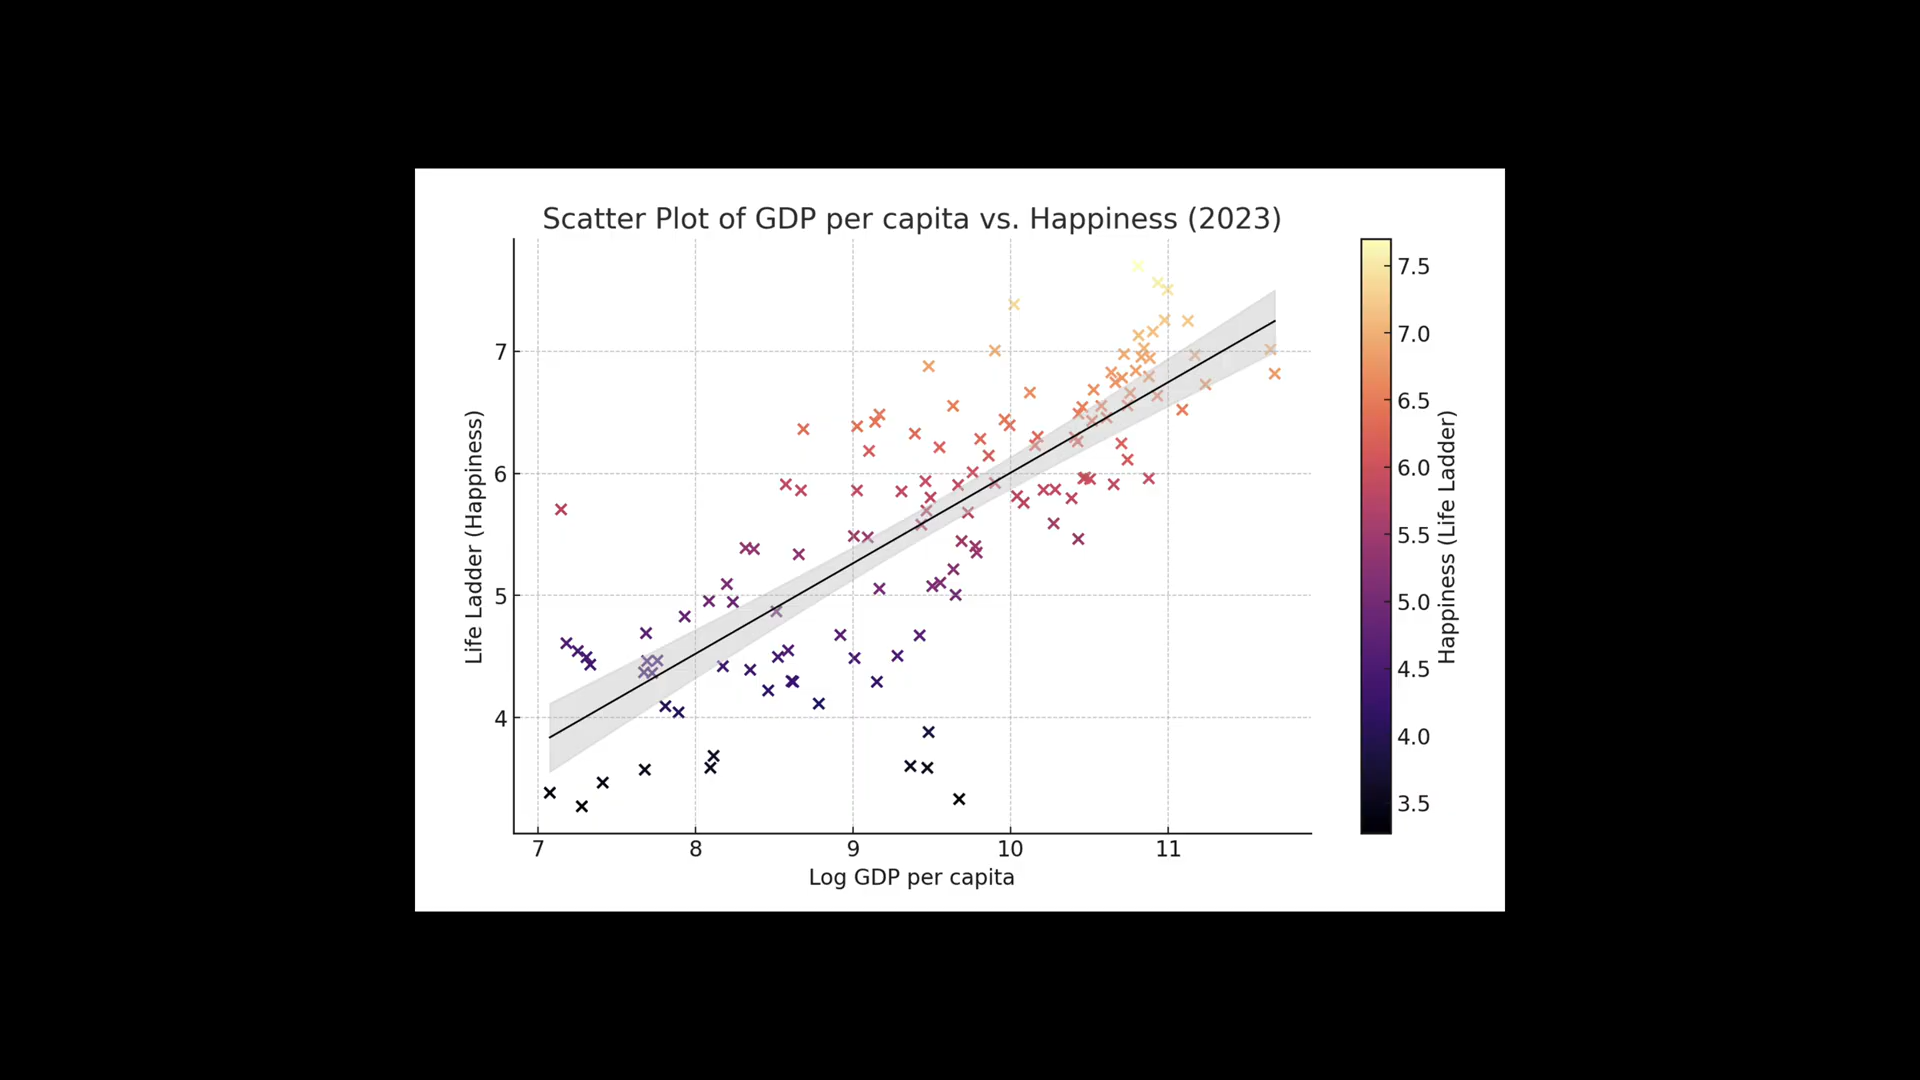 Scatter Plot of GDP per capita vs. Happiness (2023)
Life Ladder (Happiness)
7
6
5
4
7 8 9 10 11
Log GDP per capita
7.5
7.0
6.5
6.0
5.5
5.0
4.5
4.0
3.5
Happiness (Life Ladder)